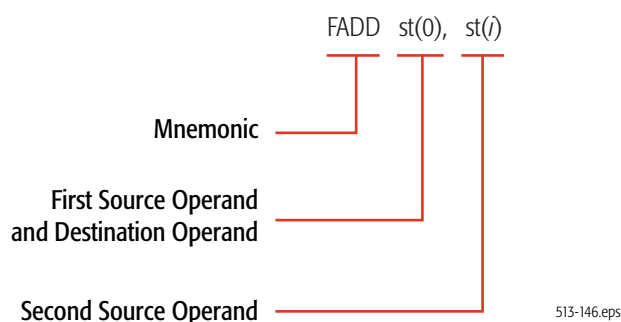 FADD st(0), st(i)
Mnemonic
First Source Operand
and Destination Operand
Second Source Operand
513-146.eps